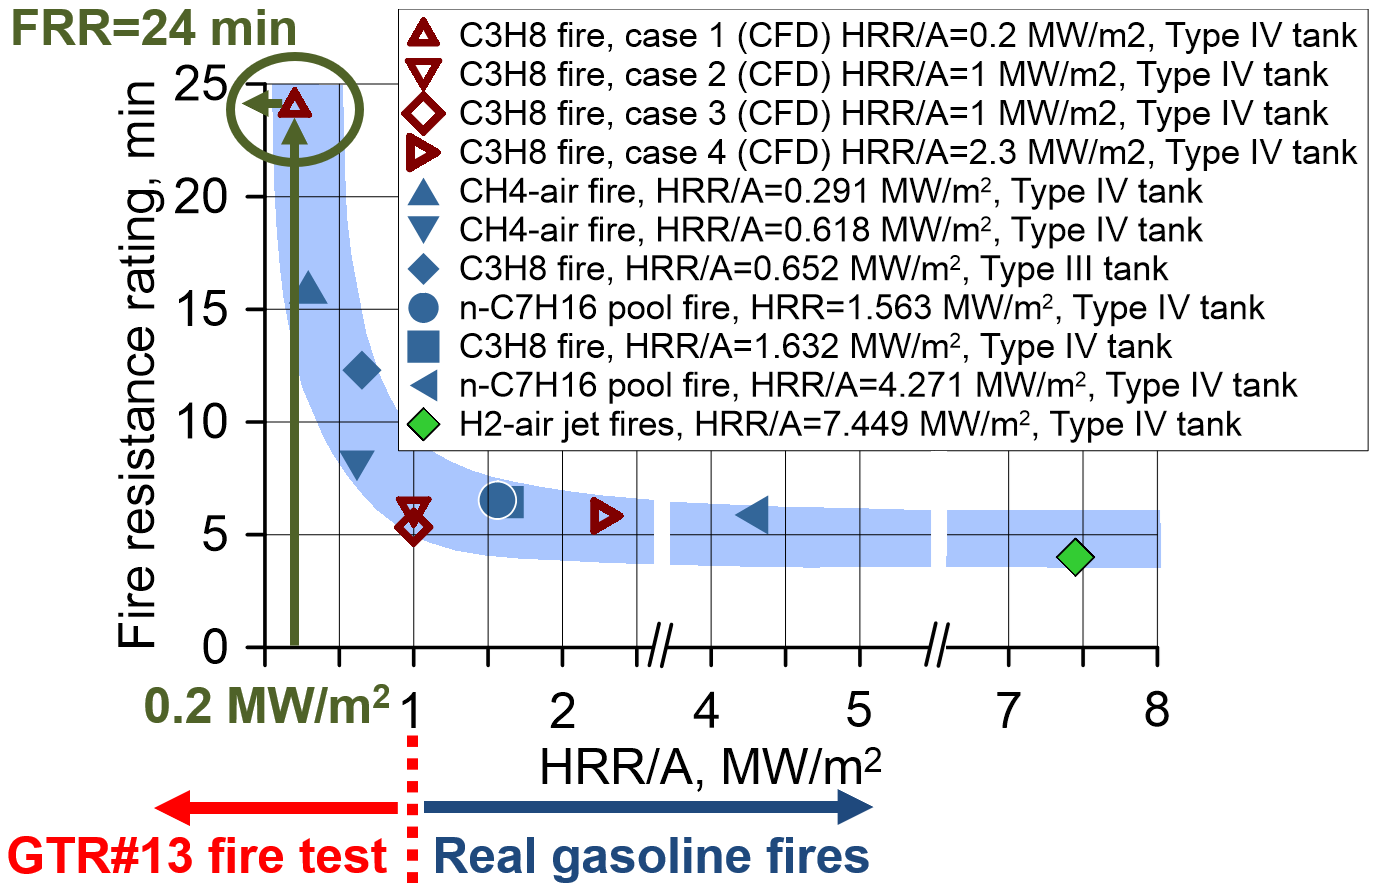 FRR=24 min
C3H8 fire, case 1 (CFD) HRR/A=0.2 MW/m2, Type IV tank
C3H8 fire, case 2 (CFD) HRR/A=1 MW/m2, Type IV tank
C3H8 fire, case 3 (CFD) HRR/A=1 MW/m2, Type IV tank
C3H8 fire, case 4 (CFD) HRR/A=2.3 MW/m2, Type IV tank
CH4-air fire, HRR/A=0.291 MW/m², Type IV tank
CH4-air fire, HRR/A=0.618 MW/m², Type IV tank
C3H8 fire, HRR/A=0.652 MW/m², Type III tank
n-C7H16 pool fire, HRR=1.563 MW/m², Type IV tank
C3H8 fire, HRR/A=1.632 MW/m², Type IV tank
n-C7H16 pool fire, HRR/A=4.271 MW/m², Type IV tank
H2-air jet fires, HRR/A=7.449 MW/m², Type IV tank
Fire resistance rating, min
25
20
15
10
5
0
0.2 MW/m² 1 2 4 5 7 8
HRR/A, MW/m²
GTR#13 fire test
Real gasoline fires